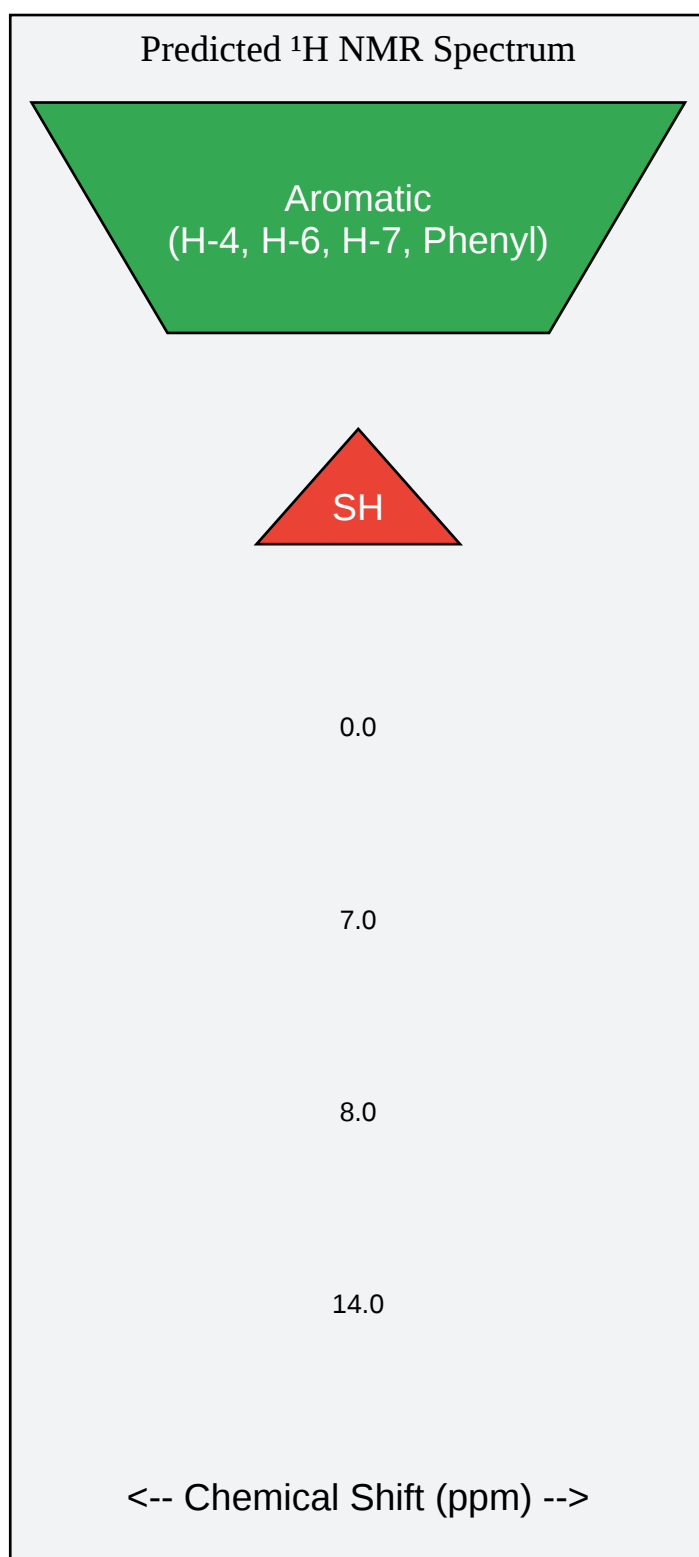 Predicted ¹H NMR Spectrum
Aromatic
(H-4, H-6, H-7, Phenyl)
SH
0.0
7.0
8.0
14.0
<-- Chemical Shift (ppm) -->